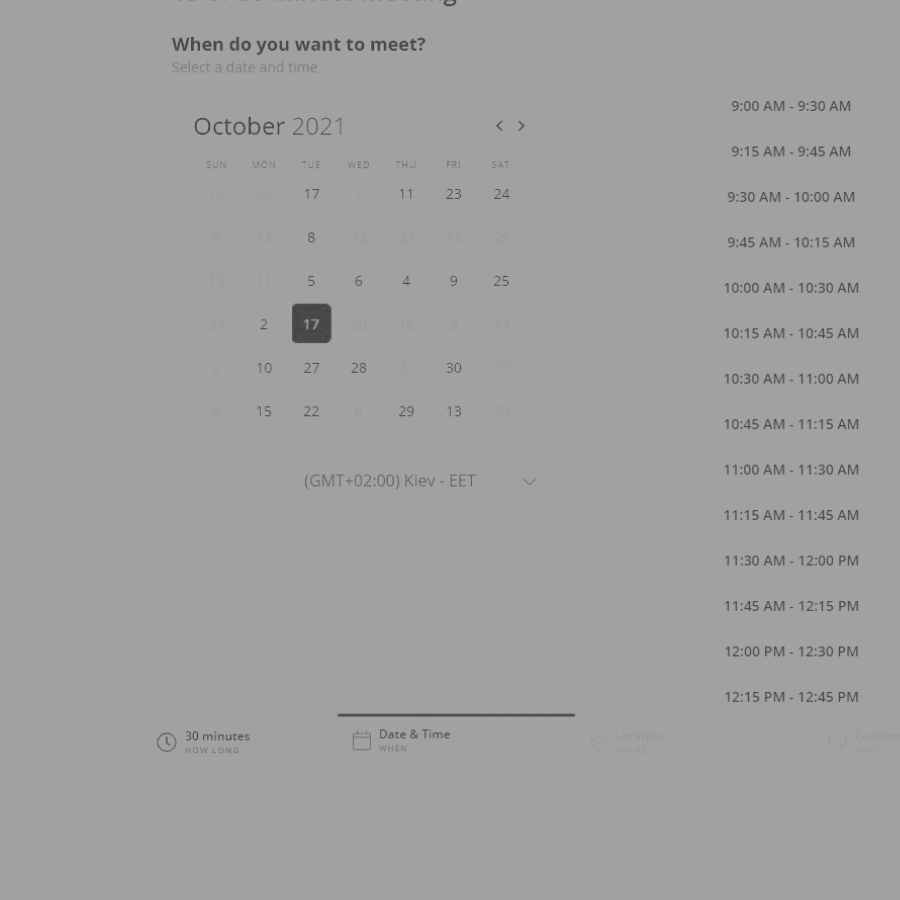 When do you want to meet?
Select a date and time
October 2021
SUN MON TUE WED THU FRI SAT
16 22 17 7 11 23 24
5 13 8 12 23 12 25
13 11 5 6 4 9 25
23 2 17 20 16 3 13
2 10 27 28 31 30 17
6 15 22 6 29 13 20
(GMT+02:00) Kiev - EET
9:00 AM - 9:30 AM
9:15 AM - 9:45 AM
9:30 AM - 10:00 AM
9:45 AM - 10:15 AM
10:00 AM - 10:30 AM
10:15 AM - 10:45 AM
10:30 AM - 11:00 AM
10:45 AM - 11:15 AM
11:00 AM - 11:30 AM
11:15 AM - 11:45 AM
11:30 AM - 12:00 PM
11:45 AM - 12:15 PM
12:00 PM - 12:30 PM
12:15 PM - 12:45 PM
30 minutes
HOW LONG
Date & Time
WHEN
Location
WHERE
Confirm
WHO